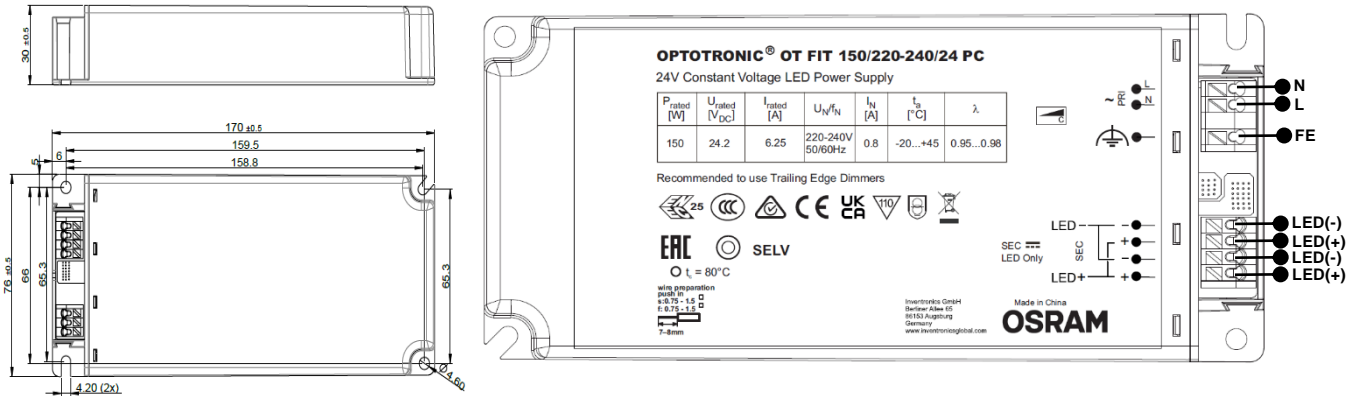 30 ±0.5
170 ±0.5
159.5
158.8
6
5
76 ±0.5
66
65.3
65.3
4.20 (2x)
Ø4.60
OPTOTRONIC® OT FIT 150/220-240/24 PC
24V Constant Voltage LED Power Supply
Prated [W] Urated [VDC] Irated [A] UN/fN IN [A] ta [°C] λ
150 24.2 6.25 220-240V 50/60Hz 0.8 -20...+45 0.95...0.98
Recommended to use Trailing Edge Dimmers
25 CCC CE UK CA 110
EAC SELV
tc = 80°C
wire preparation
push in
s:0.75 - 1.5
f: 0.75 - 1.5
7–8mm
C
~ PRI L
N
LED - -
+
SEC LED Only SEC -
LED+ +
Inventronics GmbH
Berliner Allee 65
86153 Augsburg
Germany
www.inventronicsglobal.com
Made in China
OSRAM
N
L
FE
LED(-)
LED(+)
LED(-)
LED(+)